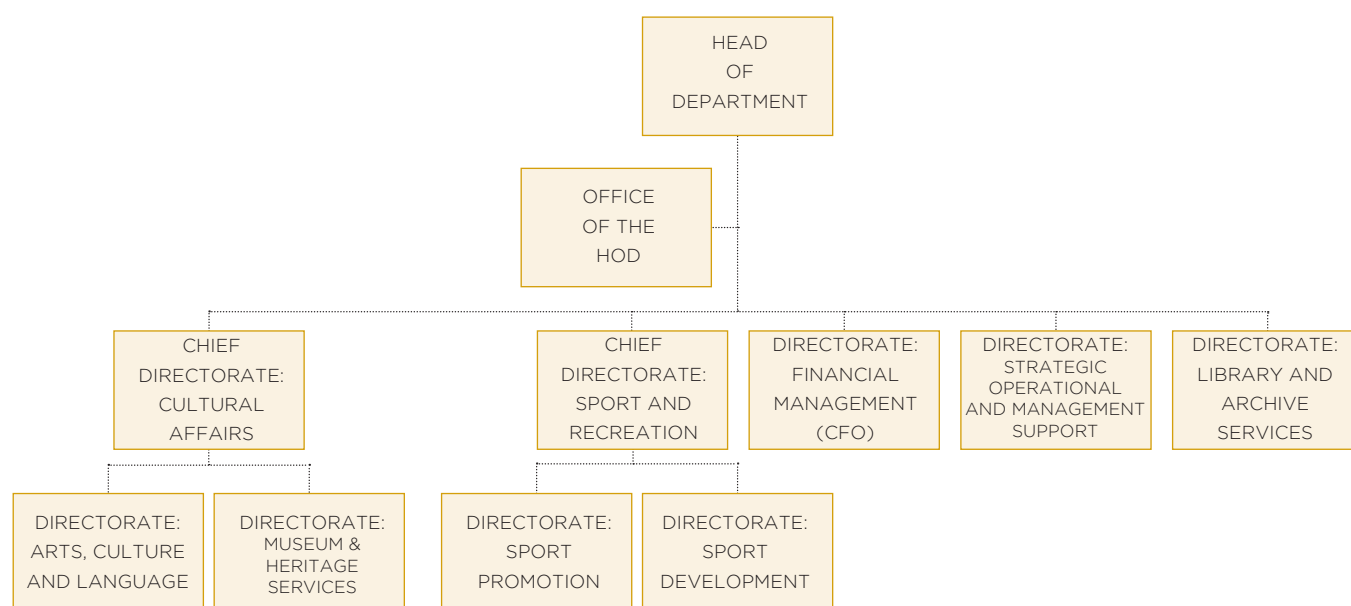 HEAD
OF
DEPARTMENT
OFFICE
OF THE
HOD
CHIEF
DIRECTORATE:
CULTURAL
AFFAIRS
CHIEF
DIRECTORATE:
SPORT AND
RECREATION
DIRECTORATE:
FINANCIAL
MANAGEMENT
(CFO)
DIRECTORATE:
STRATEGIC
OPERATIONAL
AND MANAGEMENT
SUPPORT
DIRECTORATE:
LIBRARY AND
ARCHIVE
SERVICES
DIRECTORATE:
ARTS, CULTURE
AND LANGUAGE
DIRECTORATE:
MUSEUM &
HERITAGE
SERVICES
DIRECTORATE:
SPORT
PROMOTION
DIRECTORATE:
SPORT
DEVELOPMENT